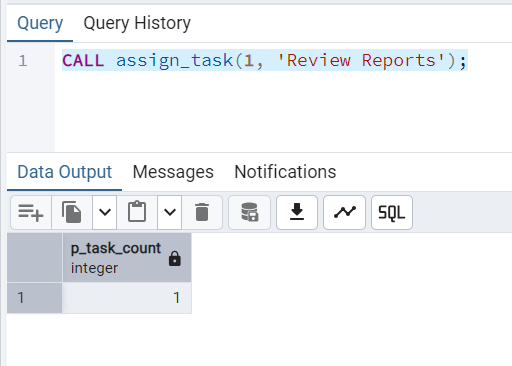 Query Query History
1 CALL assign_task(1, 'Review Reports');
Data Output Messages Notifications
SQL
p_task_count
integer
1 1